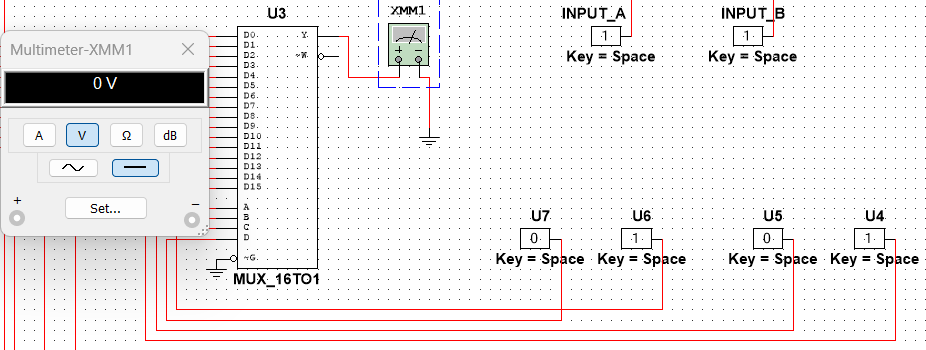 U3
XMM1
INPUT_A
INPUT_B
1
1
Key = Space
Key = Space
Multimeter-XMM1
0 V
A
V
Ω
dB
Set...
+
−
D0
D1
D2
D3
D4
D5
D6
D7
D8
D9
D10
D11
D12
D13
D14
D15
A
B
C
D
~G
Y
~W
+
−
MUX_16TO1
U7
U6
U5
U4
0
1
0
1
Key = Space
Key = Space
Key = Space
Key = Space